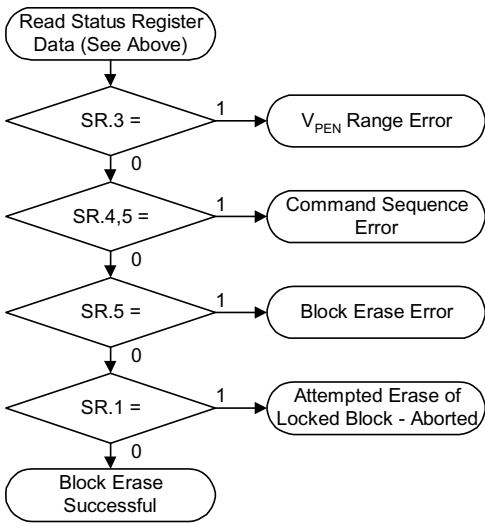 Read Status Register
Data (See Above)
SR.3 =
1
V_PEN Range Error
0
SR.4,5 =
1
Command Sequence
Error
0
SR.5 =
1
Block Erase Error
0
SR.1 =
1
Attempted Erase of
Locked Block - Aborted
0
Block Erase
Successful